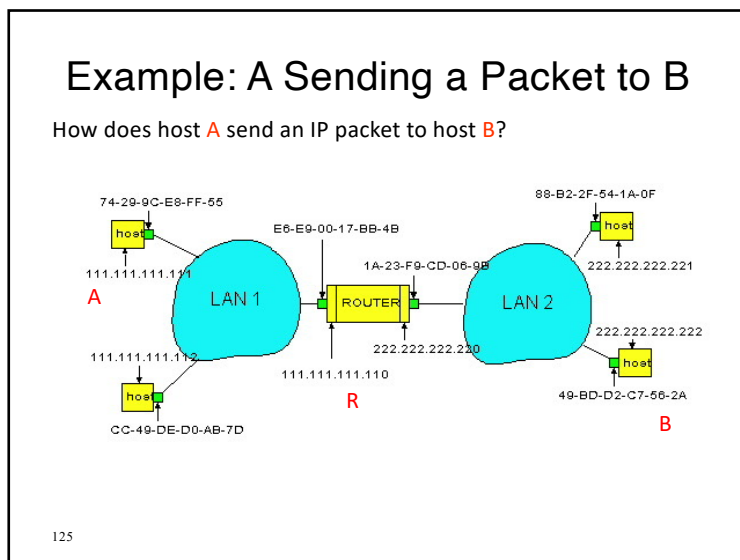 Example: A Sending a Packet to B
How does host A send an IP packet to host B?
74-29-9C-E8-FF-55
88-B2-2F-54-1A-0F
E6-E9-00-17-BB-4B
host
host
1A-23-F9-CD-06-9B
111.111.111.111
222.222.222.221
A
LAN 1
ROUTER
LAN 2
222.222.222.222
111.111.111.112
222.222.222.220
host
111.111.111.110
host
R
49-BD-D2-C7-56-2A
CC-49-DE-D0-AB-7D
B
125